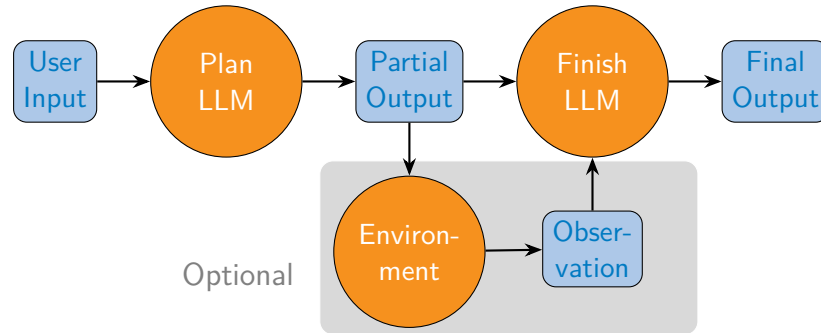 User
Input
Plan
LLM
Partial
Output
Finish
LLM
Final
Output
Environ-
ment
Obser-
vation
Optional